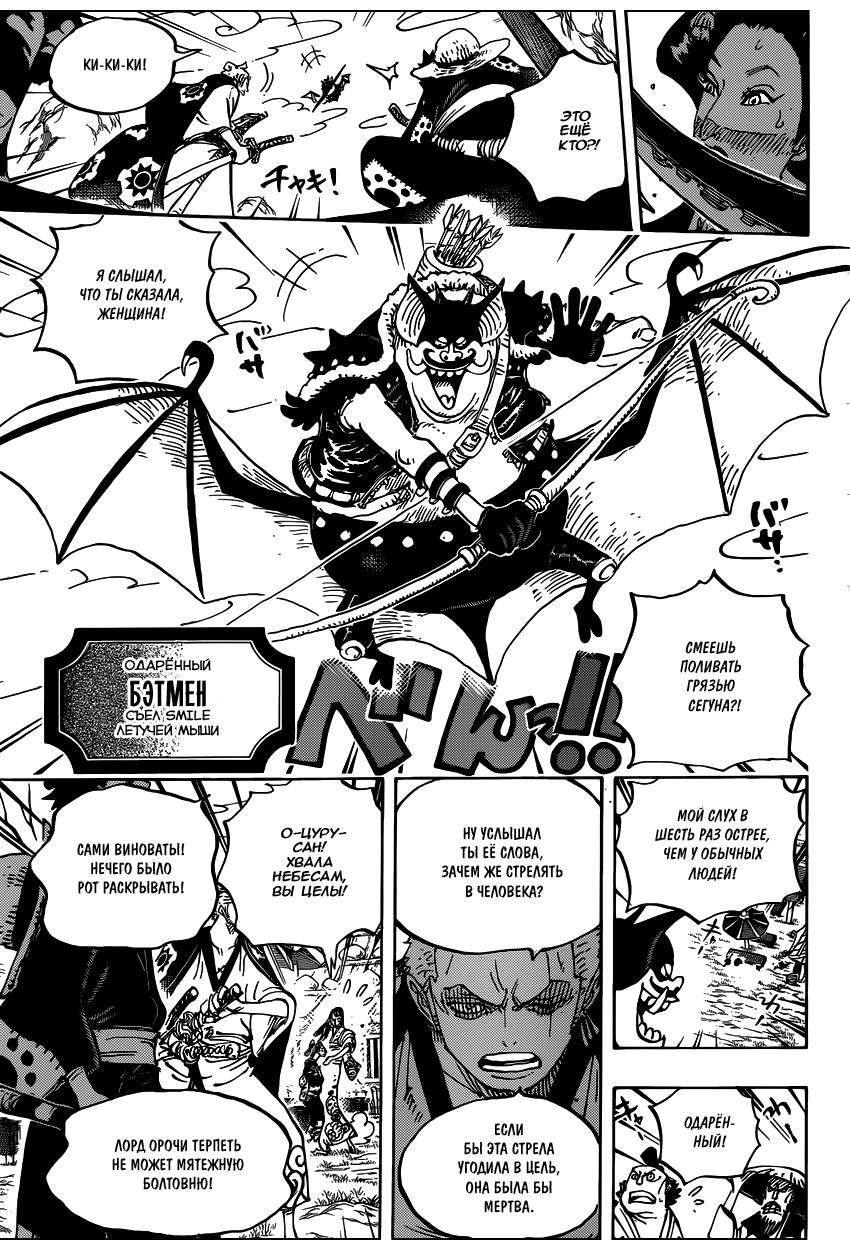 ЭТО
ЕЩЁ
КТО?!
КИ-КИ-КИ!
チャキ!
Я СЛЫШАЛ,
ЧТО ТЫ СКАЗАЛА,
ЖЕНЩИНА!
バサ
バサ
СМЕЕШЬ
ПОЛИВАТЬ
ГРЯЗЬЮ
СЕГУНА?!
ОДАРЁННЫЙ
БЭТМЕН
СЪЕЛ SMILE
ЛЕТУЧЕЙ МЫШИ
べんっ!!
МОЙ СЛУХ В
ШЕСТЬ РАЗ ОСТРЕЕ,
ЧЕМ У ОБЫЧНЫХ
ЛЮДЕЙ!
ОДАРЁН-
НЫЙ!
НУ УСЛЫШАЛ
ТЫ ЕЁ СЛОВА,
ЗАЧЕМ ЖЕ СТРЕЛЯТЬ
В ЧЕЛОВЕКА?
ЕСЛИ
БЫ ЭТА СТРЕЛА
УГОДИЛА В ЦЕЛЬ,
ОНА БЫЛА БЫ
МЕРТВА.
О-ЦУРУ-
САН!
ХВАЛА
НЕБЕСАМ,
ВЫ ЦЕЛЫ!
САМИ ВИНОВАТЫ!
НЕЧЕГО БЫЛО
РОТ РАСКРЫВАТЬ!
ЛОРД ОРОЧИ ТЕРПЕТЬ
НЕ МОЖЕТ МЯТЕЖНУЮ
БОЛТОВНЮ!